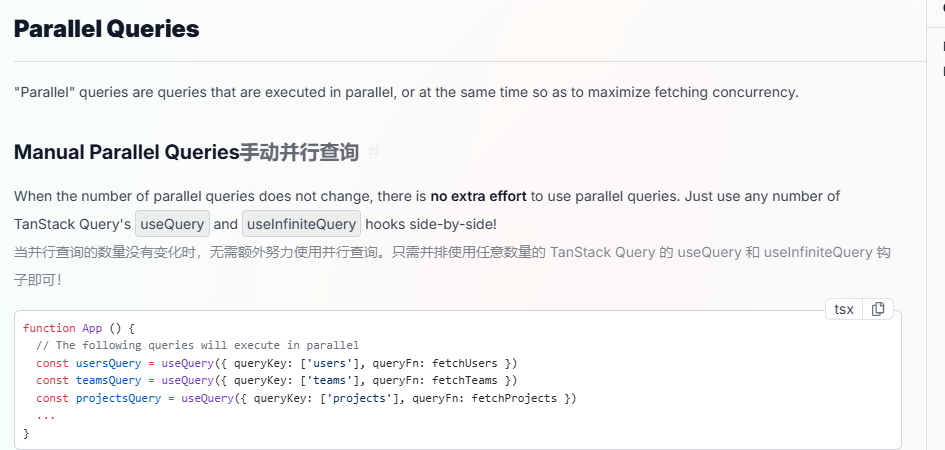 Parallel Queries
"Parallel" queries are queries that are executed in parallel, or at the same time so as to maximize fetching concurrency.
Manual Parallel Queries手动并行查询 #
When the number of parallel queries does not change, there is no extra effort to use parallel queries. Just use any number of
TanStack Query's useQuery and useInfiniteQuery hooks side-by-side!
当并行查询的数量没有变化时，无需额外努力使用并行查询。只需并排使用任意数量的 TanStack Query 的 useQuery 和 useInfiniteQuery 钩
子即可！
tsx
function App () {
  // The following queries will execute in parallel
  const usersQuery = useQuery({ queryKey: ['users'], queryFn: fetchUsers })
  const teamsQuery = useQuery({ queryKey: ['teams'], queryFn: fetchTeams })
  const projectsQuery = useQuery({ queryKey: ['projects'], queryFn: fetchProjects })
  ...
}